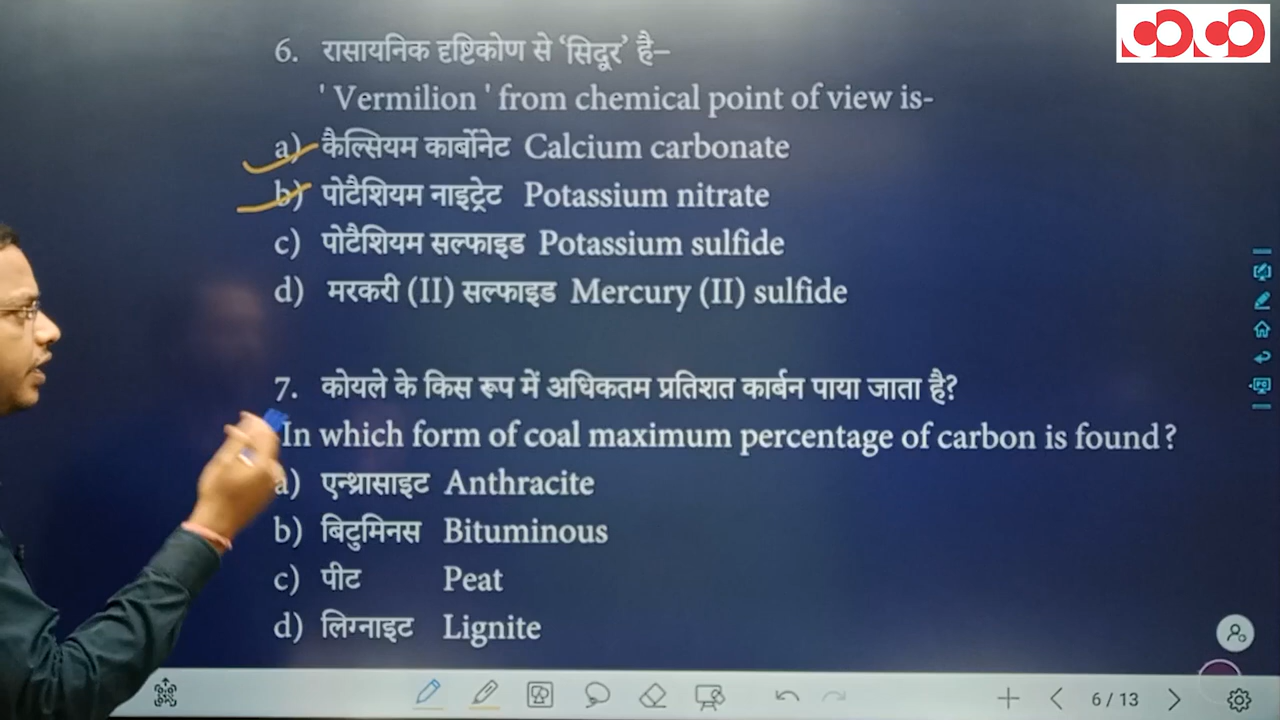 6. रासायनिक दृष्टिकोण से ‘सिदूर’ है–
' Vermilion ' from chemical point of view is-
a) कैल्सियम कार्बोनेट Calcium carbonate
b) पोटैशियम नाइट्रेट Potassium nitrate
c) पोटैशियम सल्फाइड Potassium sulfide
d) मरकरी (II) सल्फाइड Mercury (II) sulfide
7. कोयले के किस रूप में अधिकतम प्रतिशत कार्बन पाया जाता है?
In which form of coal maximum percentage of carbon is found?
a) एन्थ्रासाइट Anthracite
b) बिटुमिनस Bituminous
c) पीट Peat
d) लिग्नाइट Lignite
6 / 13